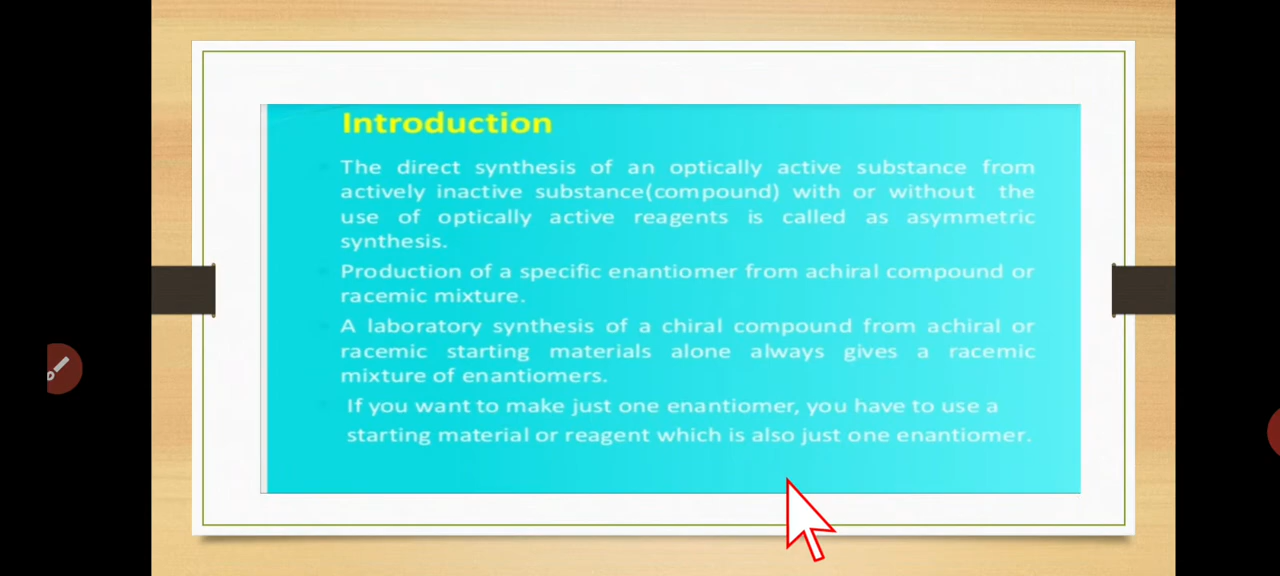 Introduction
The direct synthesis of an optically active substance from
actively inactive substance(compound) with or without the
use of optically active reagents is called as asymmetric
synthesis.
Production of a specific enantiomer from achiral compound or
racemic mixture.
A laboratory synthesis of a chiral compound from achiral or
racemic starting materials alone always gives a racemic
mixture of enantiomers.
If you want to make just one enantiomer, you have to use a
starting material or reagent which is also just one enantiomer.